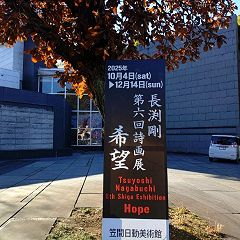 2025年
10月4日(sat)
▶12月14日(sun)
長渕剛
第六回詩画展
希望
Tsuyoshi
Nagabuchi
6th Shiga Exhibition
Hope
笠間日動美術館